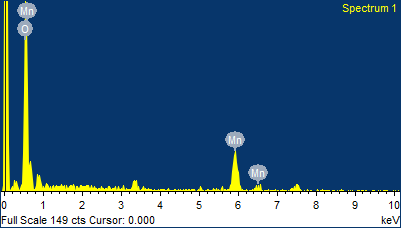 Spectrum 1
Mn
O
Mn
Mn
0 1 2 3 4 5 6 7 8 9 10
Full Scale 149 cts Cursor: 0.000 keV